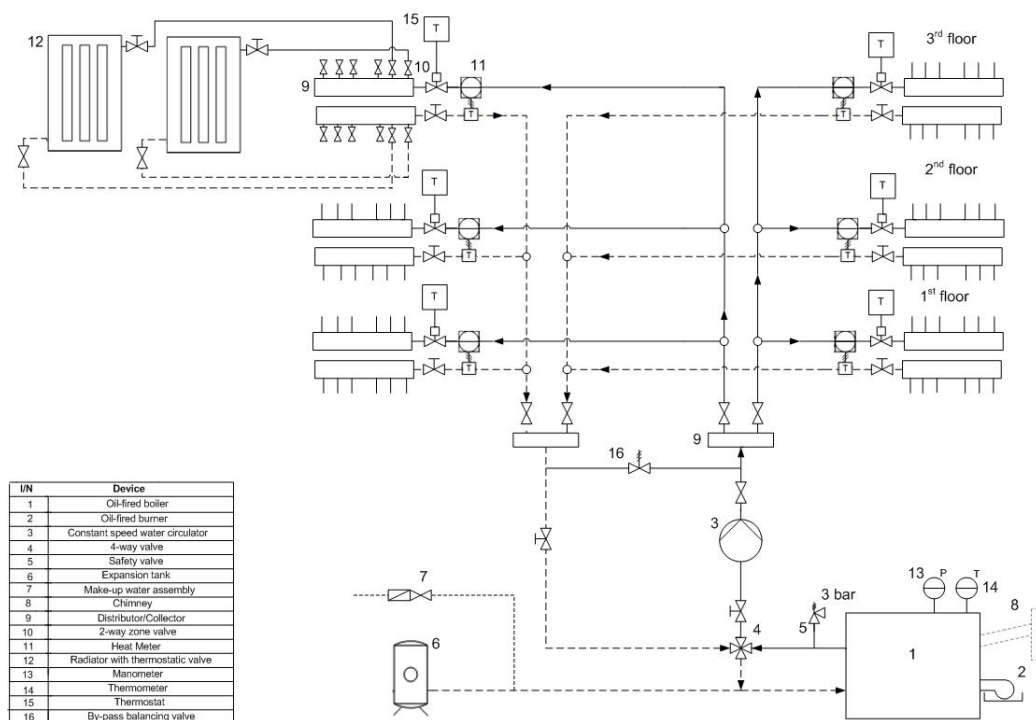 12
15
T
10
11
9
T
T
3rd floor
T
T
T
2nd floor
T
T
T
1st floor
T
T
9
16
3
7
6
3 bar
5
4
13
P
T
14
8
1
2
I/N Device
1 Oil-fired boiler
2 Oil-fired burner
3 Constant speed water circulator
4 4-way valve
5 Safety valve
6 Expansion tank
7 Make-up water assembly
8 Chimney
9 Distributor/Collector
10 2-way zone valve
11 Heat Meter
12 Radiator with thermostatic valve
13 Manometer
14 Thermometer
15 Thermostat
16 By-pass balancing valve